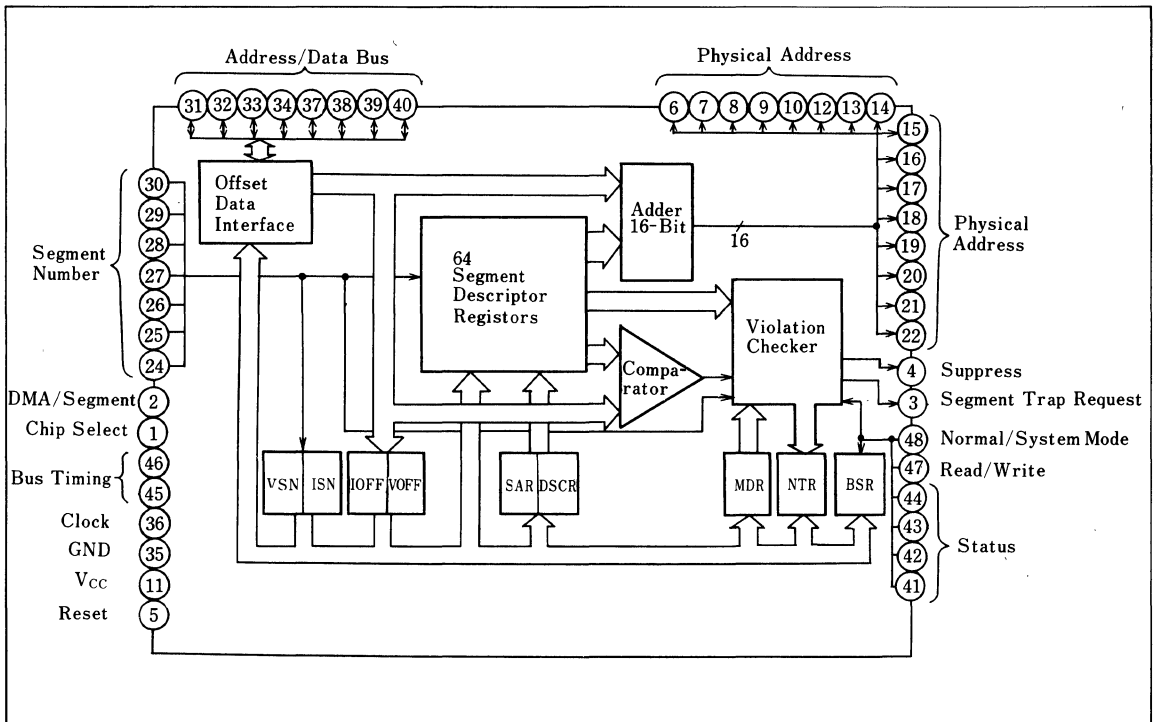 Address/Data Bus
Physical Address
31 32 33 34 37 38 39 40
6 7 8 9 10 12 13 14
15
16
17
18
19
20
21
22
Physical
Address
30
29
28
27
26
25
24
Segment
Number
Offset
Data
Interface
64
Segment
Descriptor
Registors
Adder
16-Bit
16
Violation
Checker
Compa-
rator
4 Suppress
3 Segment Trap Request
48 Normal/System Mode
47 Read/Write
44
43
42
41
Status
DMA/Segment 2
Chip Select 1
Bus Timing
46
45
Clock 36
GND 35
VCC 11
Reset 5
VSN ISN
IOFF VOFF
SAR DSCR
MDR
NTR
BSR